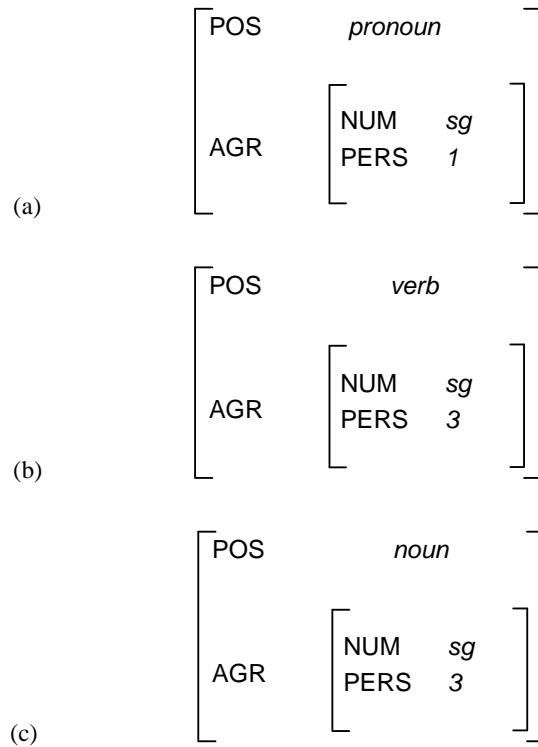 POS pronoun
NUM sg
AGR PERS 1
(a)
POS verb
NUM sg
AGR PERS 3
(b)
POS noun
NUM sg
AGR PERS 3
(c)